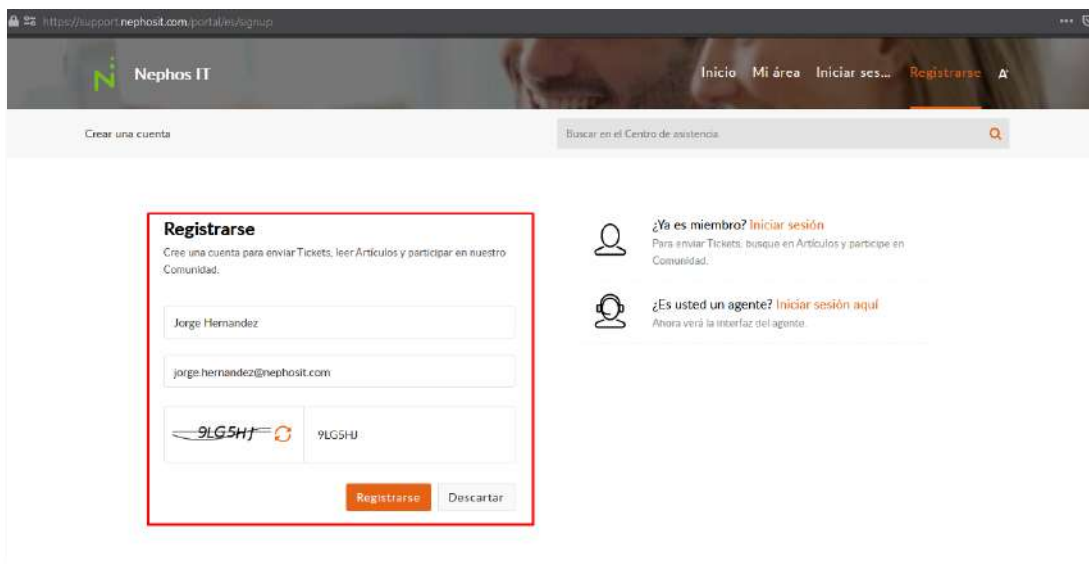 https://support.nephosit.com/portal/es/signup
Nephos IT
Inicio Mi área Iniciar ses... Registrarse A
Crear una cuenta
Buscar en el Centro de asistencia
Registrarse
Cree una cuenta para enviar Tickets, leer Artículos y participar en nuestro
Comunidad.
Jorge Hernandez
jorge.hernandez@nephosit.com
9LG5HJ 9LG5HJ
Registrarse Descartar
¿Ya es miembro? Iniciar sesión
Para enviar Tickets, busque en Artículos y participe en
Comunidad.
¿Es usted un agente? Iniciar sesión aquí
Ahora verá la interfaz del agente.